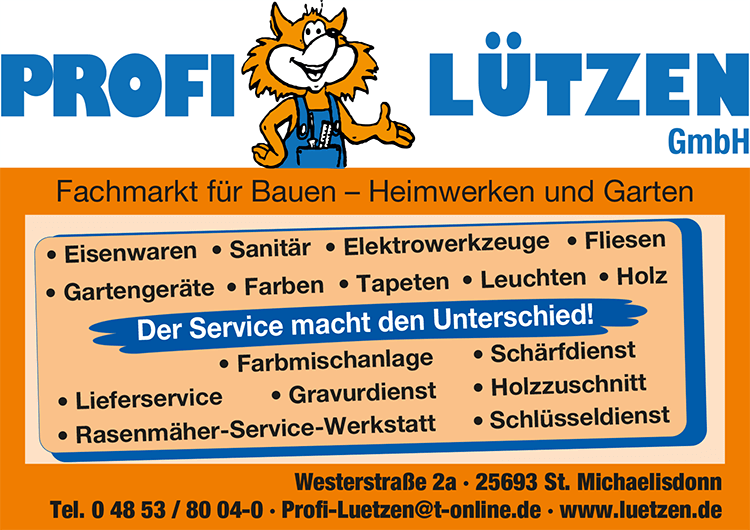 PROFI LÜTZEN
GmbH
Fachmarkt für Bauen – Heimwerken und Garten
• Eisenwaren • Sanitär • Elektrowerkzeuge • Fliesen
• Gartengeräte • Farben • Tapeten • Leuchten • Holz
Der Service macht den Unterschied!
• Farbmischanlage • Schärfdienst
• Lieferservice • Gravurdienst • Holzzuschnitt
• Rasenmäher-Service-Werkstatt • Schlüsseldienst
Westerstraße 2a · 25693 St. Michaelisdonn
Tel. 0 48 53 / 80 04-0 · Profi-Luetzen@t-online.de · www.luetzen.de